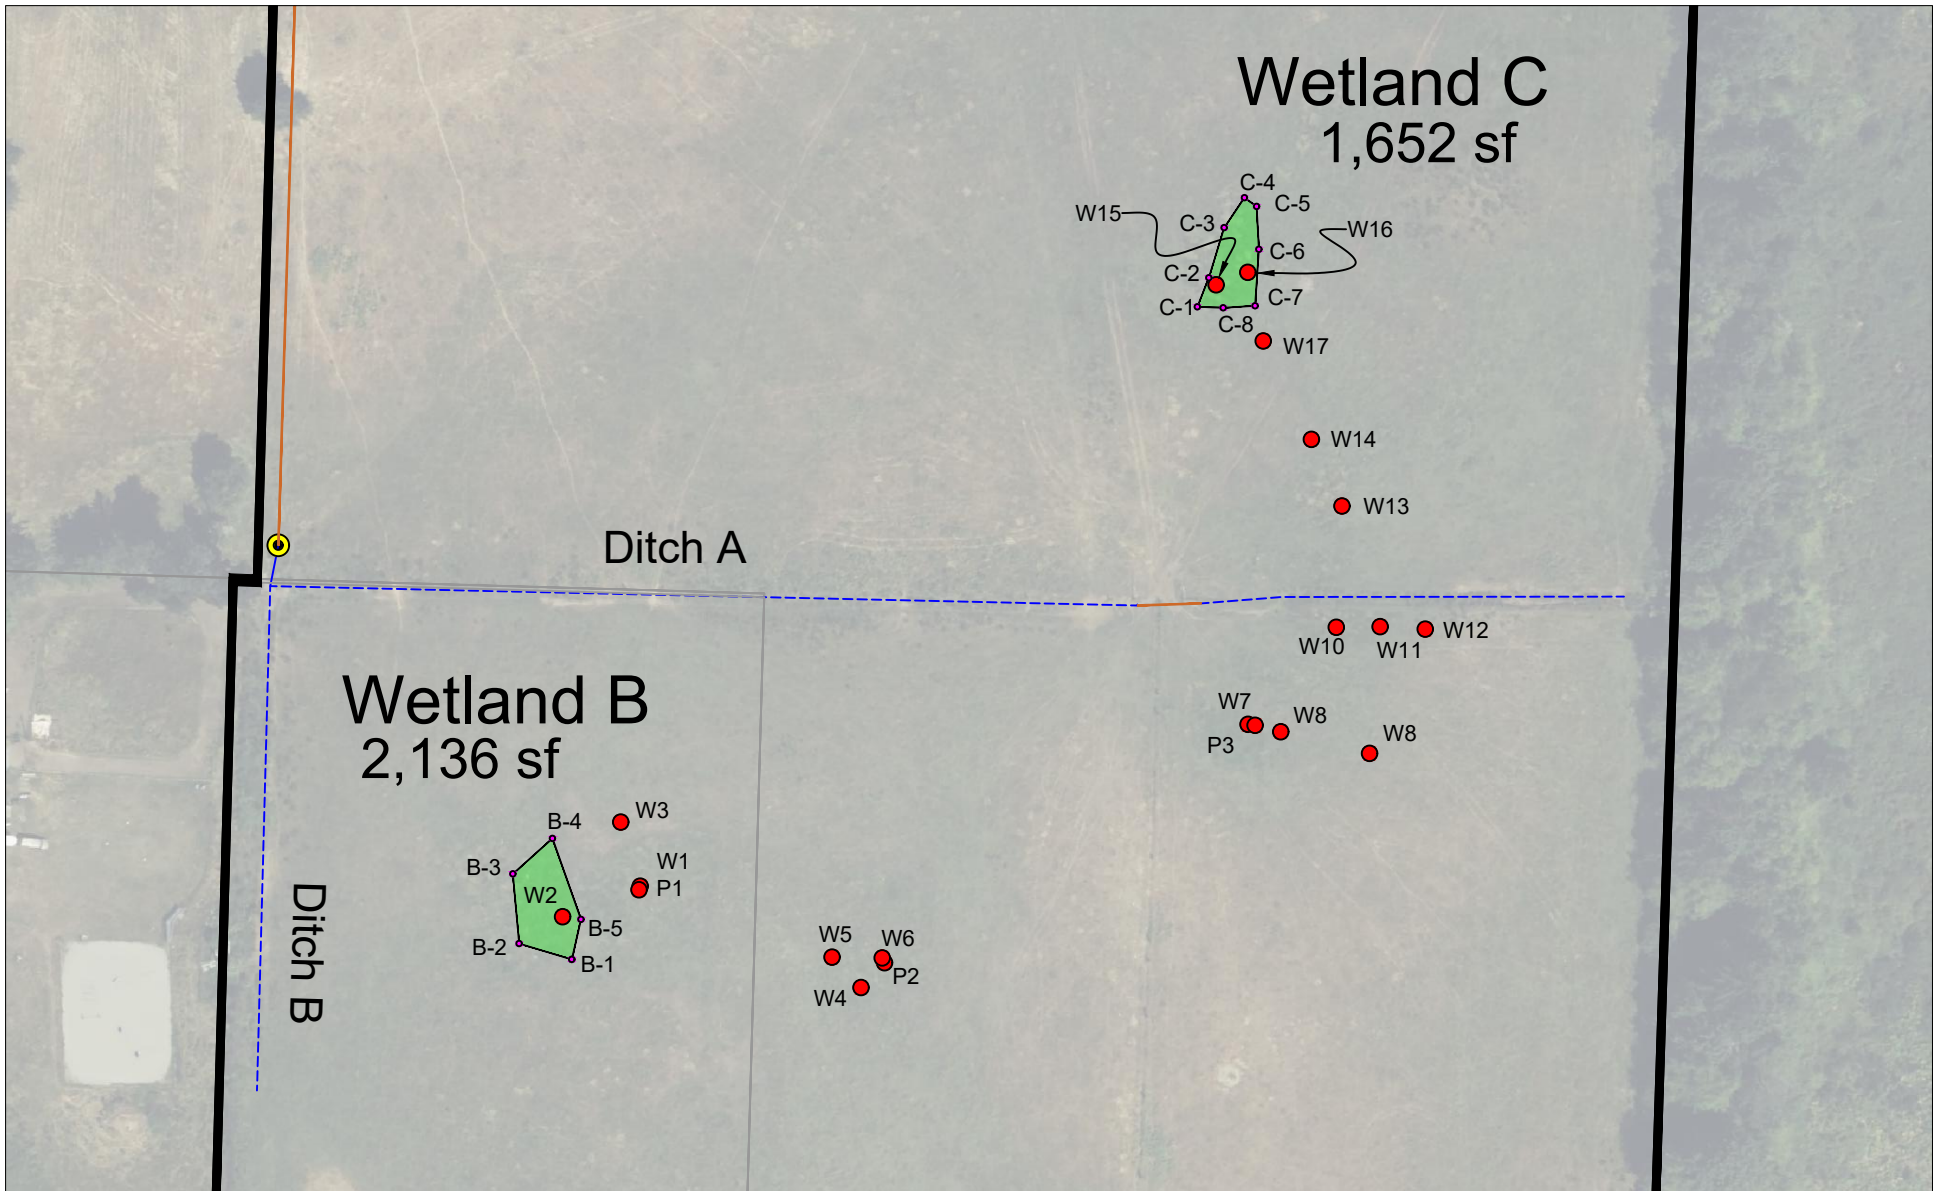 Wetland C
1,652 sf
C-4
C-5
W15
C-3
W16
C-6
C-2
C-7
C-1
C-8
W17
W14
W13
Ditch A
W10
W11
W12
Wetland B
2,136 sf
W7
W8
P3
W8
W3
B-4
B-3
W1
P1
W2
B-5
B-2
B-1
Ditch B
W5
W6
P2
W4